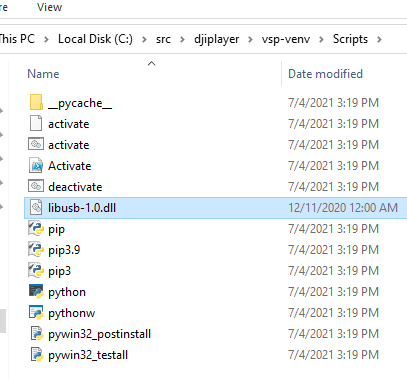 re View
This PC > Local Disk (C:) > src > djiplayer > vsp-venv > Scripts >
Name Date modified
__pycache__ 7/4/2021 3:19 PM
activate 7/4/2021 3:19 PM
activate 7/4/2021 3:19 PM
Activate 7/4/2021 3:19 PM
deactivate 7/4/2021 3:19 PM
libusb-1.0.dll 12/11/2020 12:00 AM
pip 7/4/2021 3:19 PM
pip3.9 7/4/2021 3:19 PM
pip3 7/4/2021 3:19 PM
python 7/4/2021 3:19 PM
pythonw 7/4/2021 3:19 PM
pywin32_postinstall 7/4/2021 3:19 PM
pywin32_testall 7/4/2021 3:19 PM